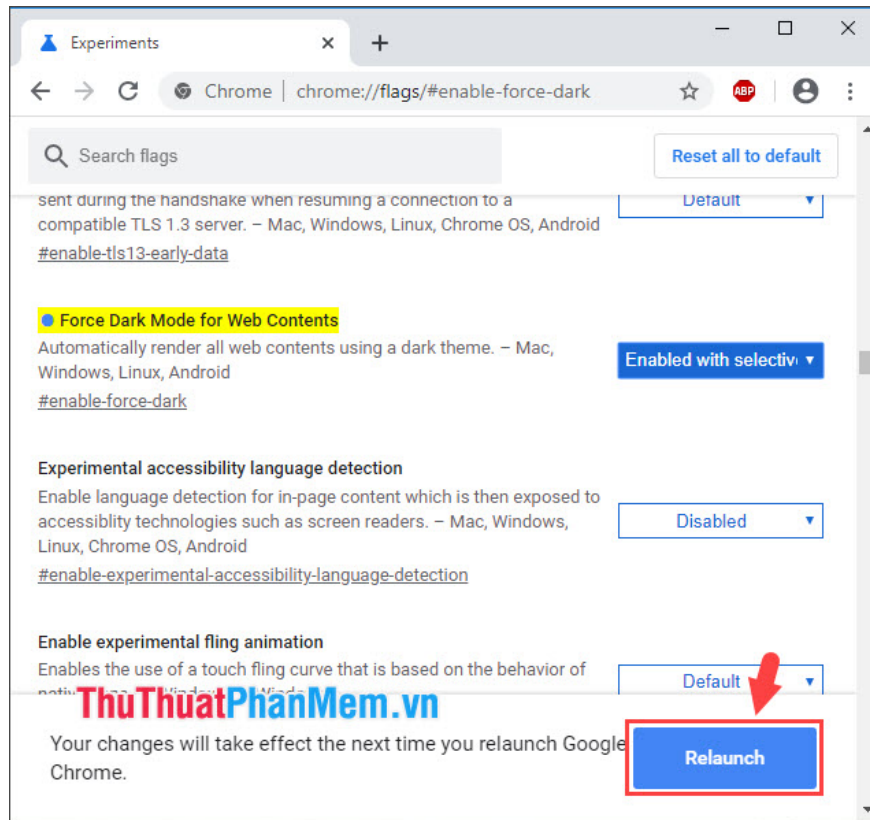 Experiments
Chrome | chrome://flags/#enable-force-dark
ABP
Search flags
Reset all to default
sent during the handshake when resuming a connection to a
compatible TLS 1.3 server. – Mac, Windows, Linux, Chrome OS, Android
Default
#enable-tls13-early-data
Force Dark Mode for Web Contents
Automatically render all web contents using a dark theme. – Mac,
Windows, Linux, Android
Enabled with selectiv
#enable-force-dark
Experimental accessibility language detection
Enable language detection for in-page content which is then exposed to
accessiblity technologies such as screen readers. – Mac, Windows,
Linux, Chrome OS, Android
Disabled
#enable-experimental-accessibility-language-detection
Enable experimental fling animation
Enables the use of a touch fling curve that is based on the behavior of
Default
ThuThuatPhanMem.vn
Your changes will take effect the next time you relaunch Google
Chrome.
Relaunch